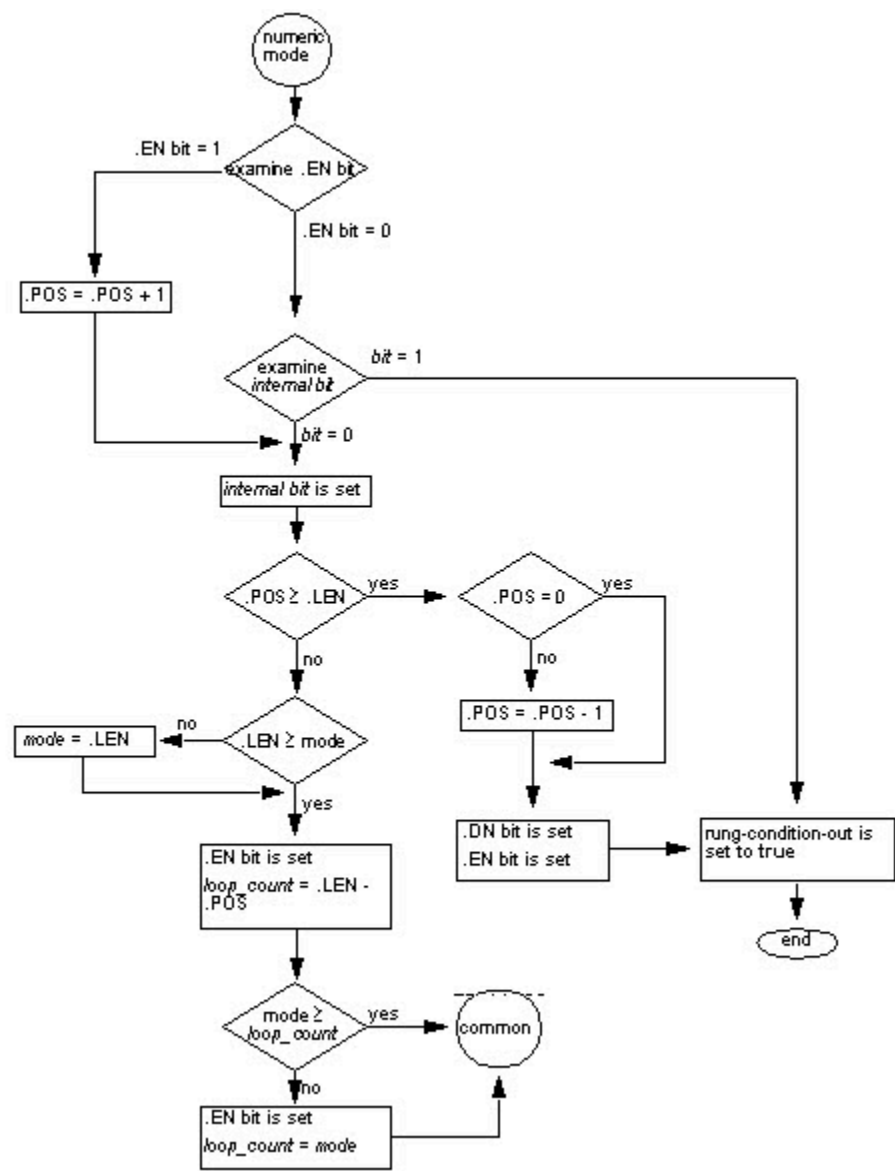 numeric
mode
.EN bit = 1
examine .EN bit
.EN bit = 0
.POS = .POS + 1
examine
internal bit
bit = 1
bit = 0
internal bit is set
.POS ≥ .LEN
yes
.POS = 0
yes
no
no
.POS = .POS - 1
mode = .LEN
no
.LEN ≥ mode
yes
.EN bit is set
loop_count = .LEN -
.POS
.DN bit is set
.EN bit is set
rung-condition-out is
set to true
end
mode ≥
loop_count
yes
common
no
.EN bit is set
loop_count = mode